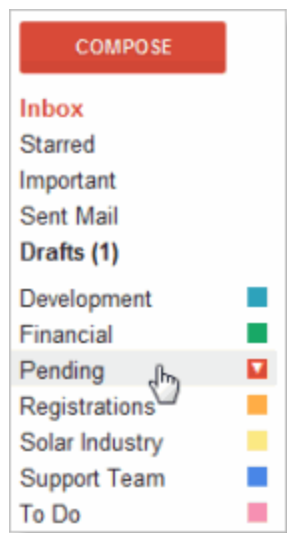 COMPOSE
Inbox
Starred
Important
Sent Mail
Drafts (1)
Development
Financial
Pending
Registrations
Solar Industry
Support Team
To Do